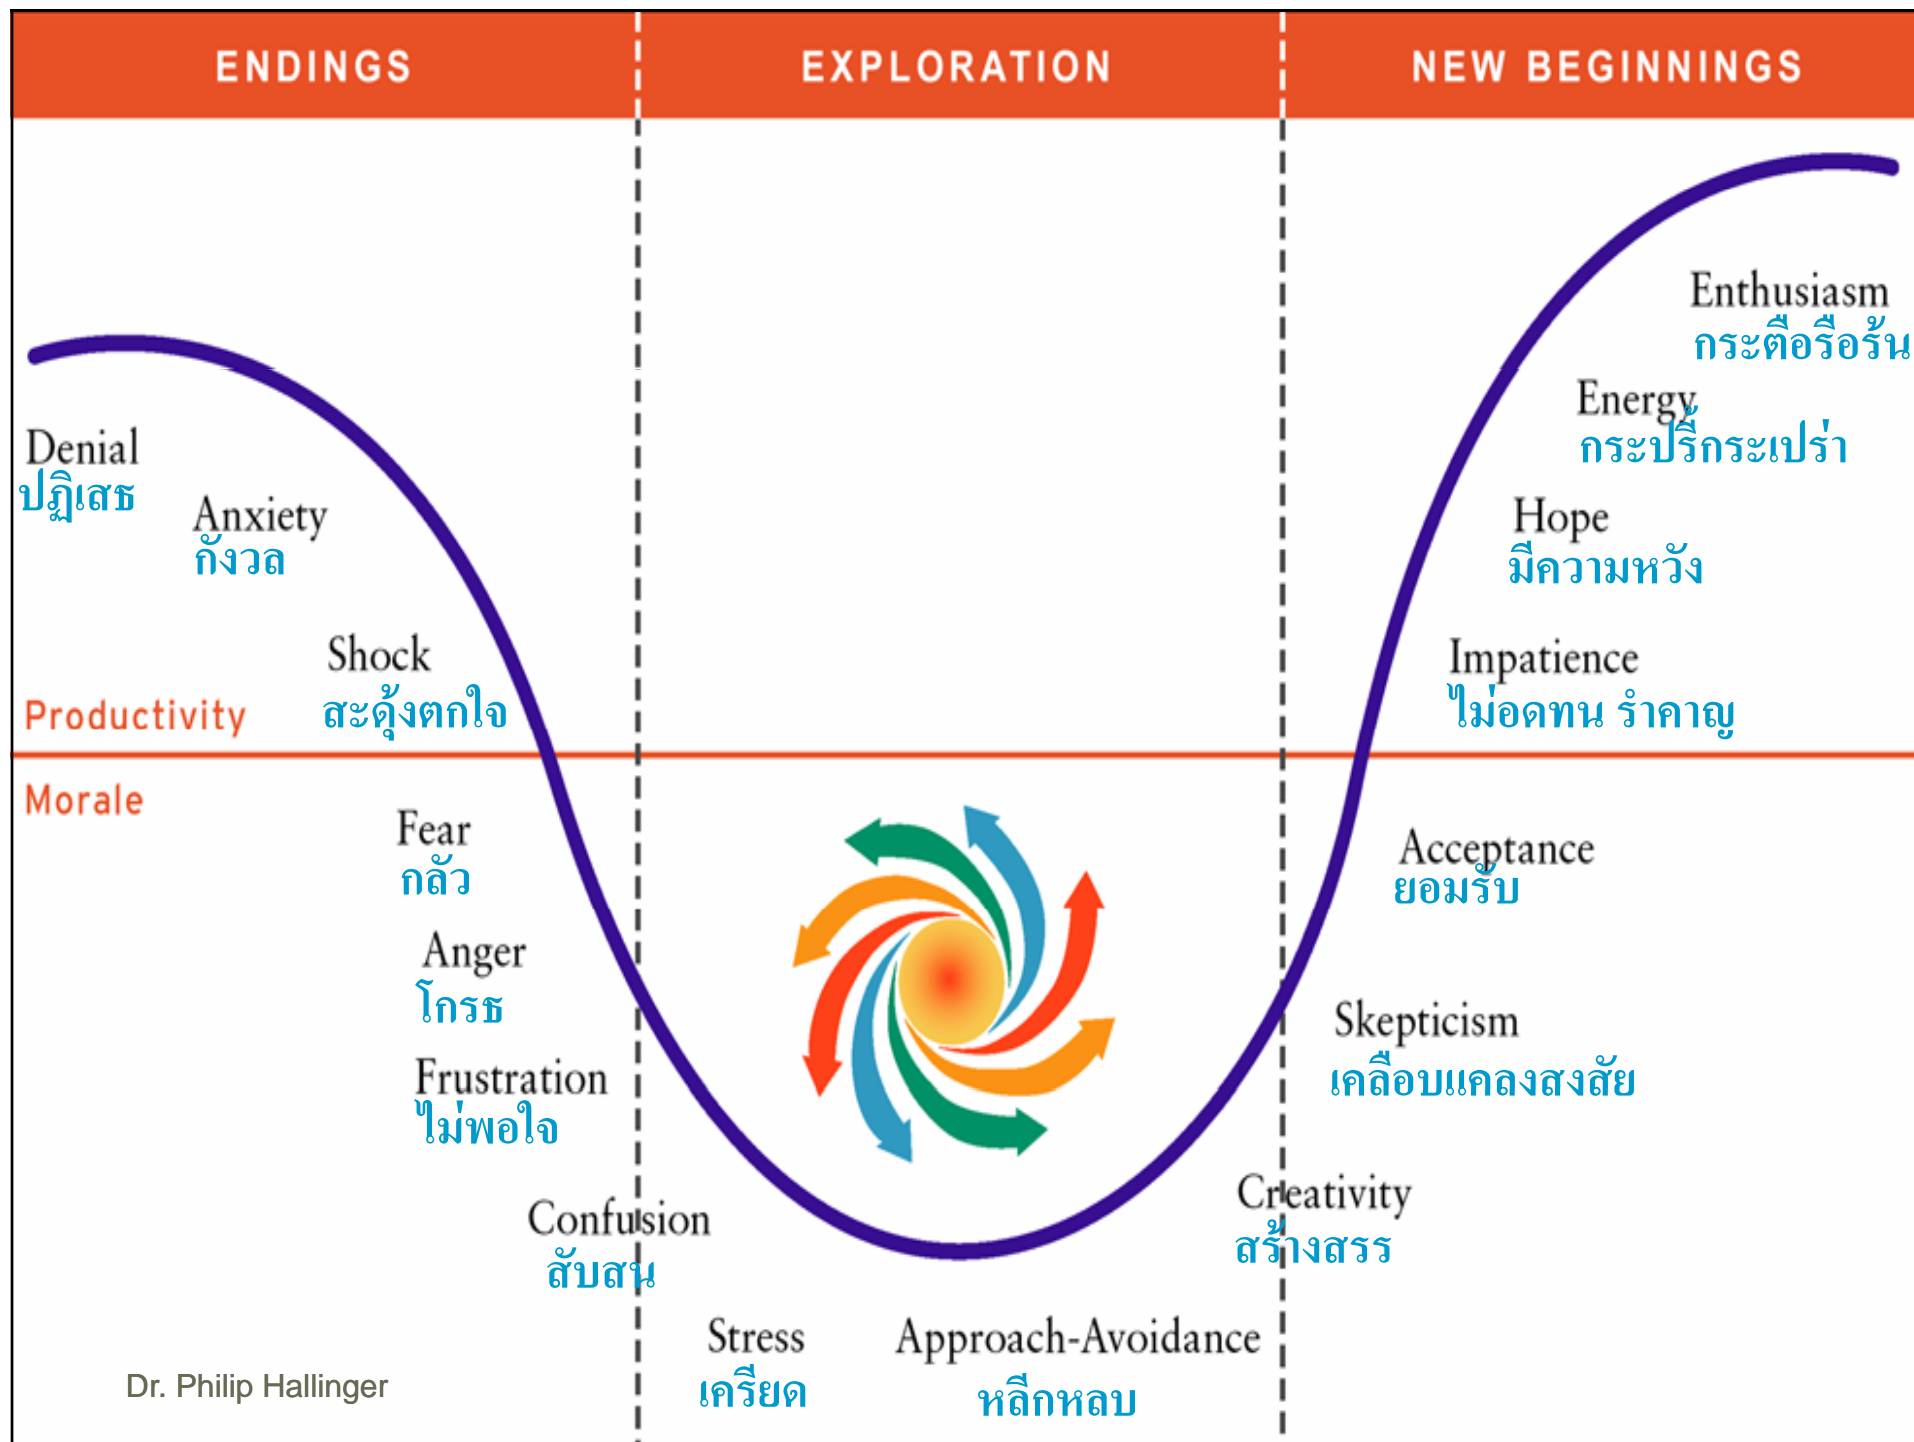 ENDINGS
EXPLORATION
NEW BEGINNINGS
Denial
ปฏิเสธ
Anxiety
กังวล
Shock
สะดุ้งตกใจ
Productivity
Morale
Fear
กลัว
Anger
โกรธ
Frustration
ไม่พอใจ
Confusion
สับสน
Stress
เครียด
Approach-Avoidance
หลีกหลบ
Creativity
สร้างสรร
Skepticism
เคลือบแคลงสงสัย
Acceptance
ยอมรับ
Impatience
ไม่อดทน รำคาญ
Hope
มีความหวัง
Energy
กระปรี้กระเปร่า
Enthusiasm
กระตือรือร้น
Dr. Philip Hallinger